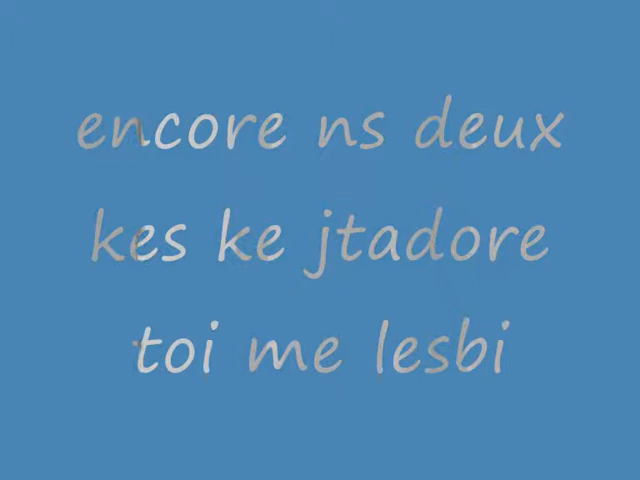 encore ns deux
kes ke jtadore
toi me lesbi